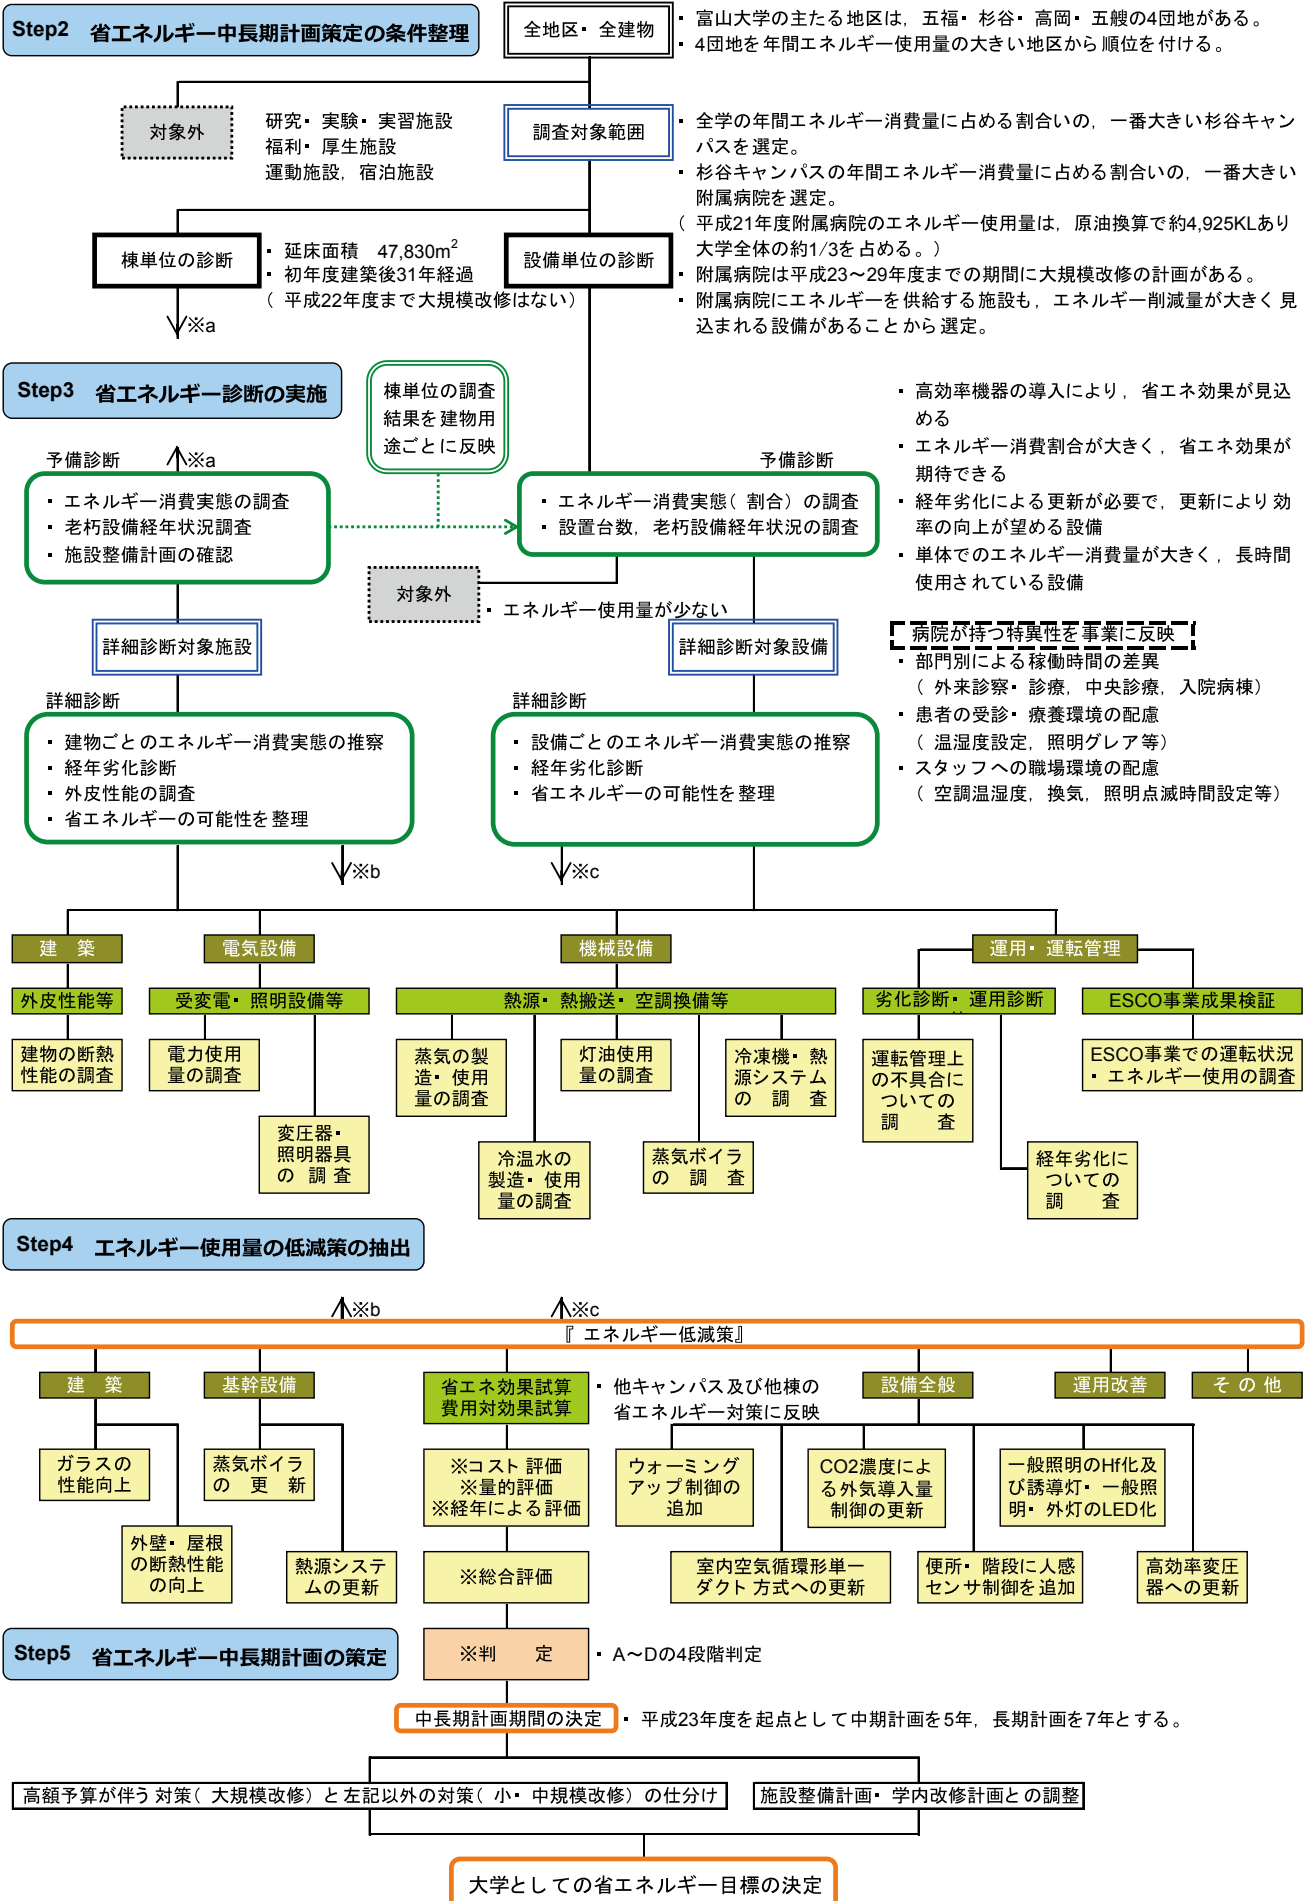 Step2 省エネルギー中長期計画策定の条件整理
全地区・全建物
・富山大学の主たる地区は，五福・杉谷・高岡・五艘の4団地がある。
・4団地を年間エネルギー使用量の大きい地区から順位を付ける。
対象外
研究・実験・実習施設
福利・厚生施設
運動施設，宿泊施設
調査対象範囲
・全学の年間エネルギー消費量に占める割合いの，一番大きい杉谷キャン
パスを選定。
・杉谷キャンパスの年間エネルギー消費量に占める割合いの，一番大きい
附属病院を選定。
（平成21年度附属病院のエネルギー使用量は，原油換算で約4,925KLあり
大学全体の約1/3を占める。）
・附属病院は平成23～29年度までの期間に大規模改修の計画がある。
・附属病院にエネルギーを供給する施設も，エネルギー削減量が大きく見
込まれる設備があることから選定。
棟単位の診断
・延床面積　47,830m2
・初年度建築後31年経過
（平成22年度まで大規模改修はない）
設備単位の診断
※a
Step3 省エネルギー診断の実施
棟単位の調査
結果を建物用
途ごとに反映
・高効率機器の導入により，省エネ効果が見込
める
・エネルギー消費割合が大きく，省エネ効果が
期待できる
・経年劣化による更新が必要で，更新により効
率の向上が望める設備
・単体でのエネルギー消費量が大きく，長時間
使用されている設備
予備診断
※a
・エネルギー消費実態の調査
・老朽設備経年状況調査
・施設整備計画の確認
予備診断
・エネルギー消費実態（割合）の調査
・設置台数，老朽設備経年状況の調査
対象外
・エネルギー使用量が少ない
詳細診断対象施設
詳細診断対象設備
病院が持つ特異性を事業に反映
・部門別による稼働時間の差異
（外来診察・診療，中央診療，入院病棟）
・患者の受診・療養環境の配慮
（温湿度設定，照明グレア等）
・スタッフへの職場環境の配慮
（空調温湿度，換気，照明点滅時間設定等）
詳細診断
・建物ごとのエネルギー消費実態の推察
・経年劣化診断
・外皮性能の調査
・省エネルギーの可能性を整理
詳細診断
・設備ごとのエネルギー消費実態の推察
・経年劣化診断
・省エネルギーの可能性を整理
※b
※c
建　築
電気設備
機械設備
運用・運転管理
外皮性能等
受変電・照明設備等
熱源・熱搬送・空調換備等
劣化診断・運用診断
ESCO事業成果検証
建物の断熱
性能の調査
電力使用
量の調査
蒸気の製
造・使用
量の調査
灯油使用
量の調査
冷凍機・熱
源システム
の　調　査
運転管理上
の不具合に
ついての
調　　査
ESCO事業での運転状況
・エネルギー使用の調査
変圧器・
照明器具
の 調 査
冷温水の
製造・使用
量の調査
蒸気ボイラ
の　調　査
経年劣化に
ついての
調　　査
Step4 エネルギー使用量の低減策の抽出
※b
※c
『エネルギー低減策』
建　築
基幹設備
省エネ効果試算
費用対効果試算
・他キャンパス及び他棟の
省エネルギー対策に反映
設備全般
運用改善
そ の 他
ガラスの
性能向上
蒸気ボイラ
の　更　新
※コスト評価
※量的評価
※経年による評価
ウォーミング
アップ制御の
追加
CO2濃度によ
る外気導入量
制御の更新
一般照明のHf化及
び誘導灯・一般照
明・外灯のLED化
外壁・屋根
の断熱性能
の向上
熱源システ
ムの更新
※総合評価
室内空気循環形単一
ダクト方式への更新
便所・階段に人感
センサ制御を追加
高効率変圧
器への更新
Step5 省エネルギー中長期計画の策定
※判　　定
・A～Dの4段階判定
中長期計画期間の決定
・平成23年度を起点として中期計画を5年，長期計画を7年とする。
高額予算が伴う対策（大規模改修）と左記以外の対策（小・中規模改修）の仕分け
施設整備計画・学内改修計画との調整
大学としての省エネルギー目標の決定